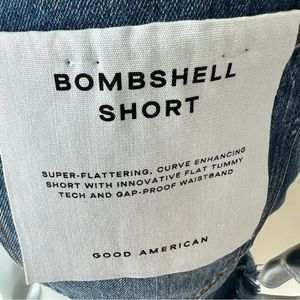 BOMBSHELL
SHORT
SUPER-FLATTERING, CURVE ENHANCING
SHORT WITH INNOVATIVE FLAT TUMMY
TECH AND GAP-PROOF WAISTBAND
GOOD AMERICAN